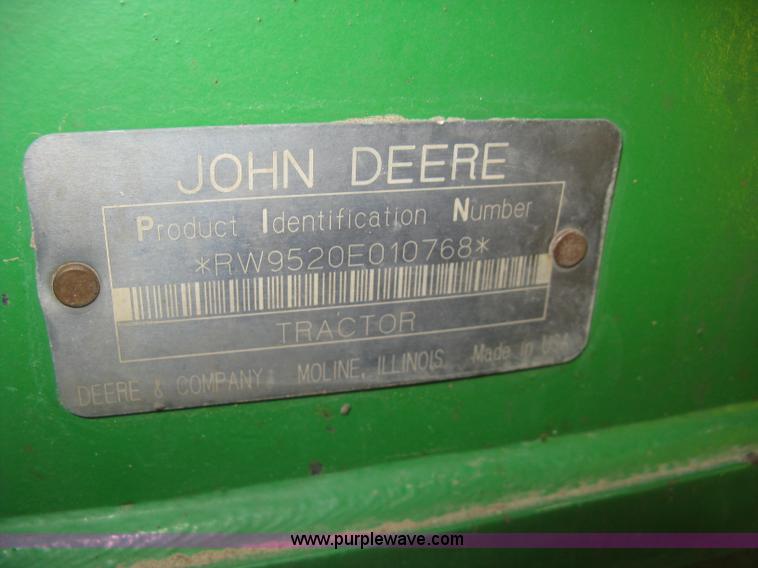 JOHN DEERE
Product Identification Number
*RW9520E010768*
TRACTOR
DEERE & COMPANY MOLINE, ILLINOIS Made in USA
www.purplewave.com